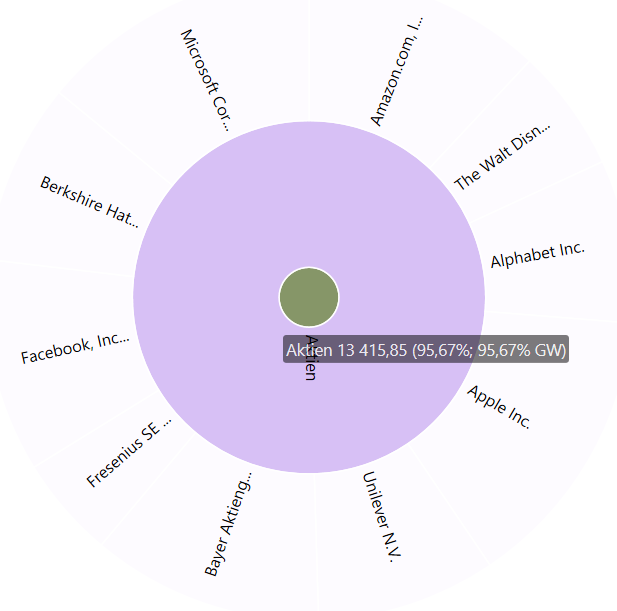 Microsoft Cor...
Amazon.com, I...
The Walt Disn...
Berkshire Hat...
Alphabet Inc.
Facebook, Inc...
Aktien
Aktien 13 415,85 (95,67%; 95,67% GW)
Apple Inc.
Fresenius SE ...
Bayer Aktieng...
Unilever N.V.